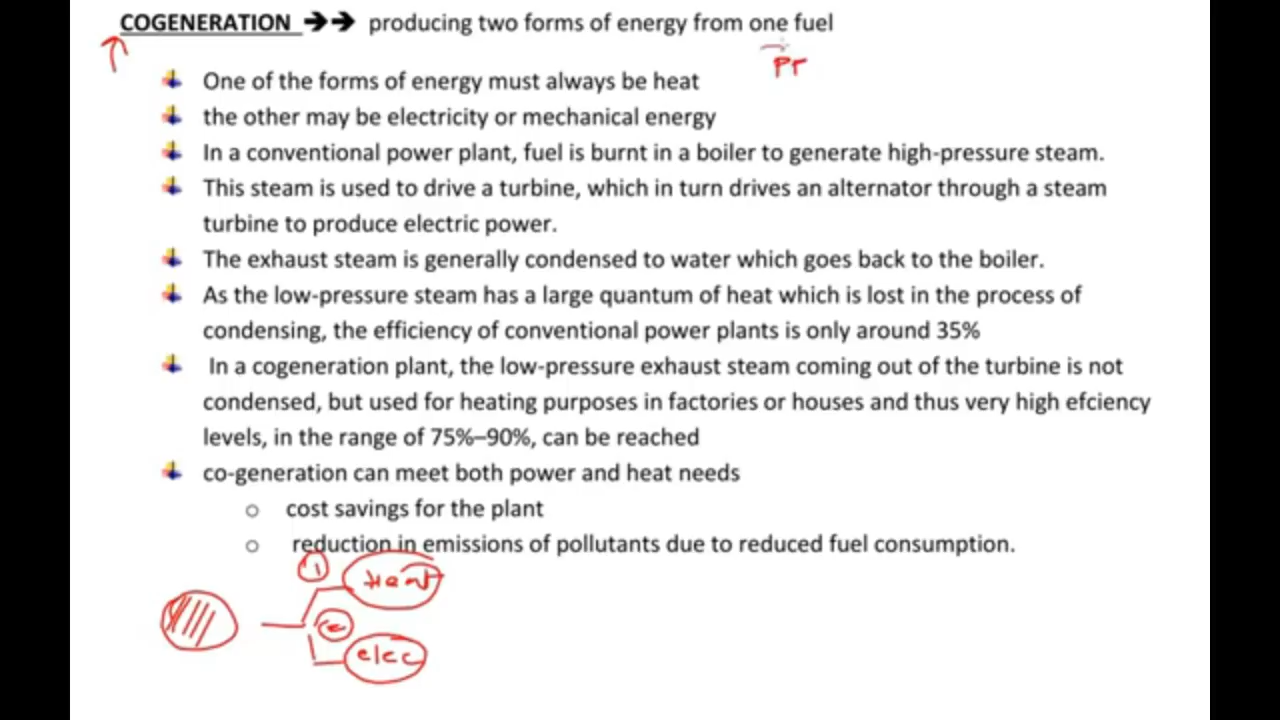 COGENERATION ➔➔ producing two forms of energy from one fuel
Pr
One of the forms of energy must always be heat
the other may be electricity or mechanical energy
In a conventional power plant, fuel is burnt in a boiler to generate high-pressure steam.
This steam is used to drive a turbine, which in turn drives an alternator through a steam
turbine to produce electric power.
The exhaust steam is generally condensed to water which goes back to the boiler.
As the low-pressure steam has a large quantum of heat which is lost in the process of
condensing, the efficiency of conventional power plants is only around 35%
In a cogeneration plant, the low-pressure exhaust steam coming out of the turbine is not
condensed, but used for heating purposes in factories or houses and thus very high efciency
levels, in the range of 75%–90%, can be reached
co-generation can meet both power and heat needs
o cost savings for the plant
o reduction in emissions of pollutants due to reduced fuel consumption.
1 Heat
2
elec